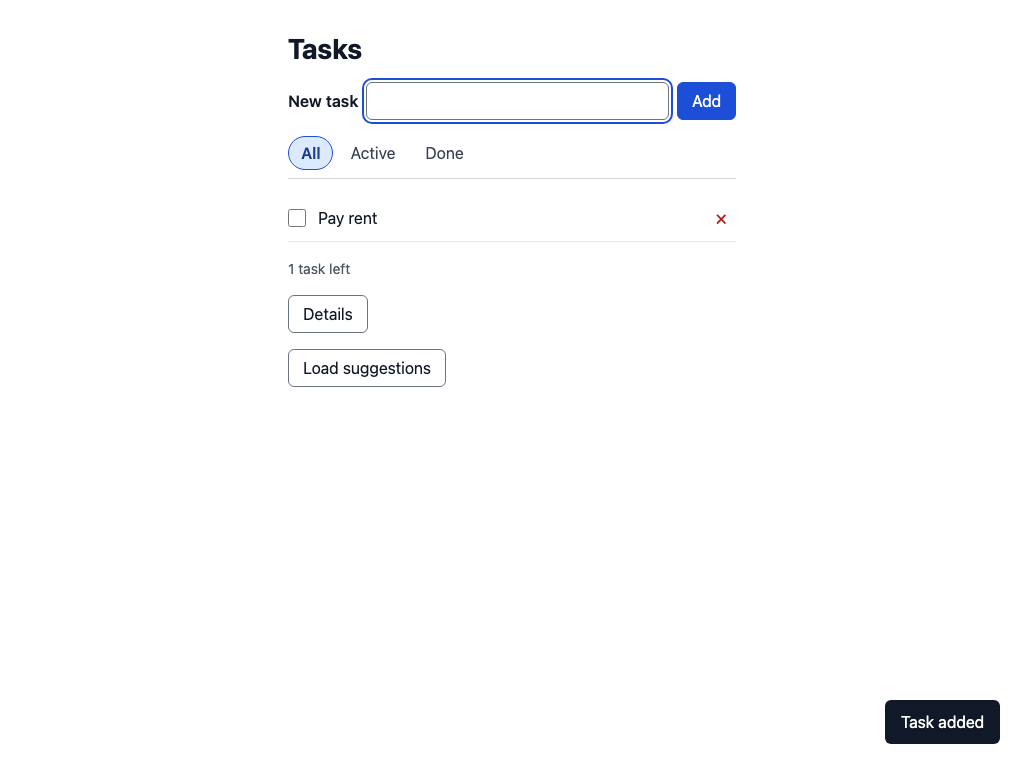 Tasks
New task Add
All Active Done
Pay rent ×
1 task left
Details
Load suggestions
Task added